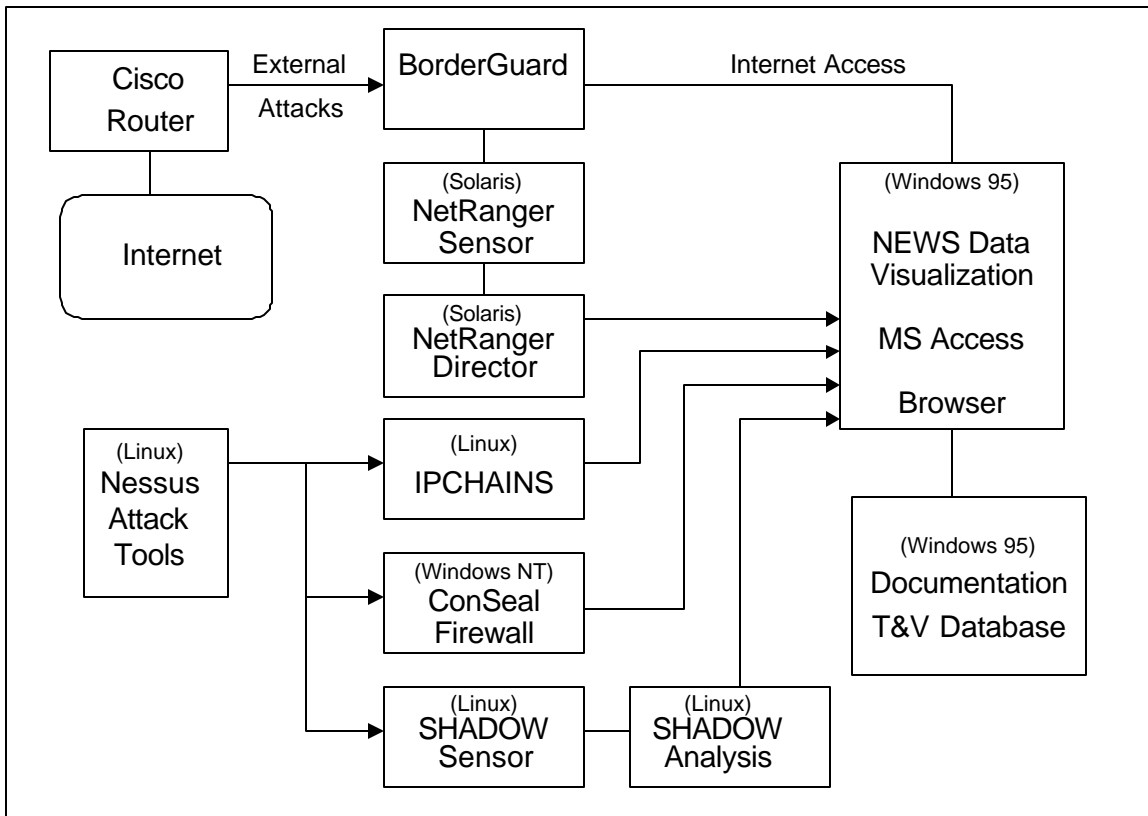 Cisco
Router
External
Attacks
BorderGuard
Internet Access
Internet
(Solaris)
NetRanger
Sensor
(Solaris)
NetRanger
Director
(Windows 95)
NEWS Data
Visualization
MS Access
Browser
(Linux)
Nessus
Attack
Tools
(Linux)
IPCHAINS
(Windows NT)
ConSeal
Firewall
(Windows 95)
Documentation
T&V Database
(Linux)
SHADOW
Sensor
(Linux)
SHADOW
Analysis